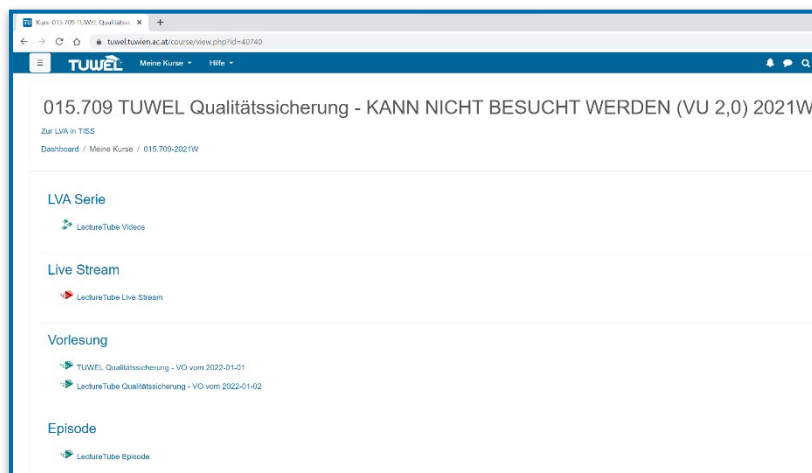 Kurs: 015.709 TUWEL Qualitätssic
tuwel.tuwien.ac.at/course/view.php?id=40740
TUWEL Meine Kurse Hilfe
015.709 TUWEL Qualitätssicherung - KANN NICHT BESUCHT WERDEN (VU 2,0) 2021W
Zur LVA in TISS
Dashboard / Meine Kurse / 015.709-2021W
LVA Serie
LectureTube Videos
Live Stream
LectureTube Live Stream
Vorlesung
TUWEL Qualitätssicherung - VO vom 2022-01-01
LectureTube Qualitätssicherung - VO vom 2022-01-02
Episode
LectureTube Episode